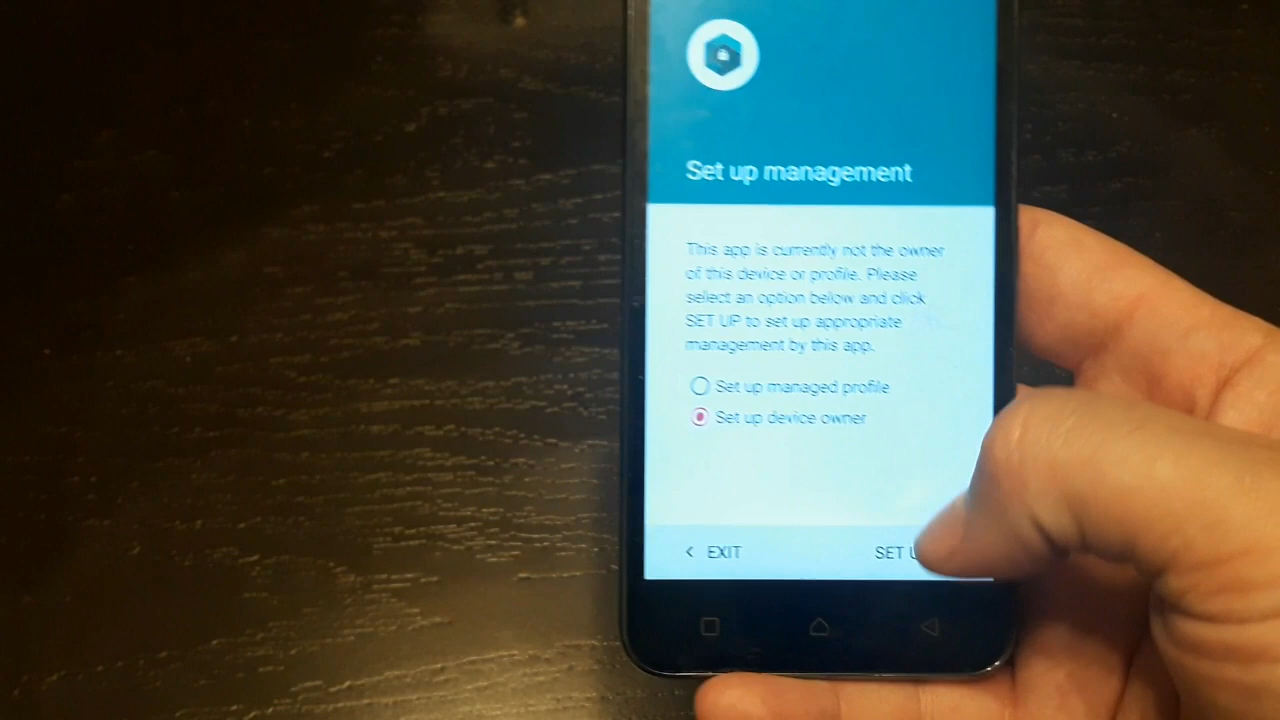 Set up management
This app is currently not the owner
of this device or profile. Please
select an option below and click
SET UP to set up appropriate
management by this app.
Set up managed profile
Set up device owner
EXIT
SET U